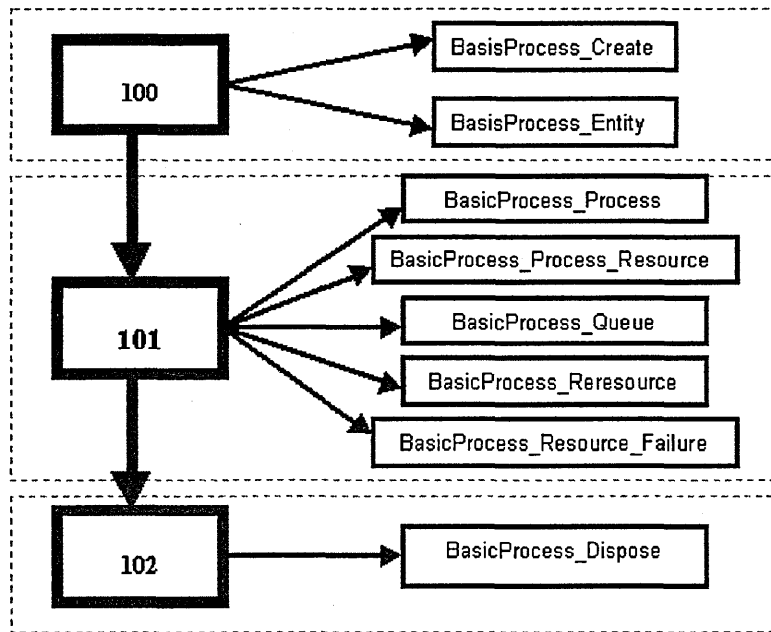 100
BasisProcess_Create
BasisProcess_Entity
101
BasicProcess_Process
BasicProcess_Process_Resource
BasicProcess_Queue
BasicProcess_Reresource
BasicProcess_Resource_Failure
102
BasicProcess_Dispose